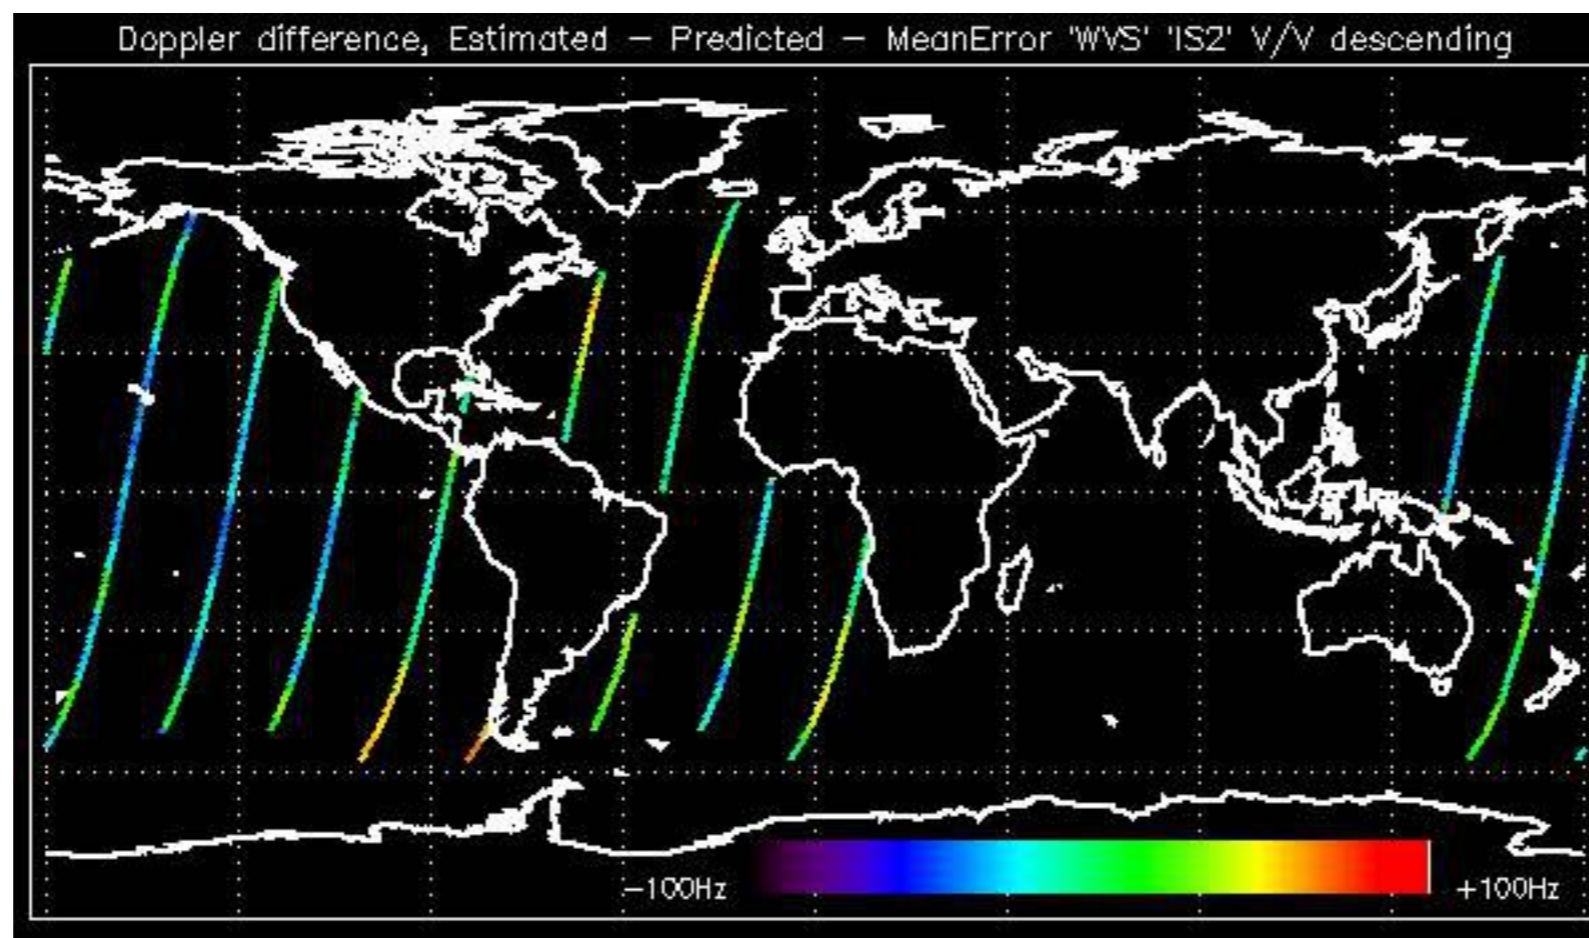 Doppler difference, Estimated – Predicted – MeanError 'WVS' 'IS2' V/V descending
–100Hz +100Hz